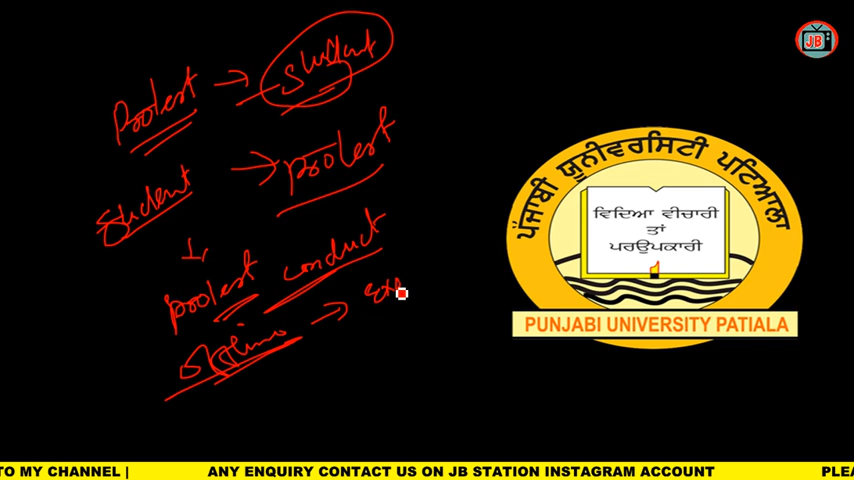 Protest → Student
JB
Student → protest
protest conduct
ਪੰਜਾਬੀ ਯੂਨੀਵਰਸਿਟੀ ਪਟਿਆਲਾ
ਵਿਦਿਆ ਵੀਚਾਰੀ
ਤਾਂ
ਪਰਉਪਕਾਰੀ
PUNJABI UNIVERSITY PATIALA
TO MY CHANNEL | ANY ENQUIRY CONTACT US ON JB STATION INSTAGRAM ACCOUNT PLEA